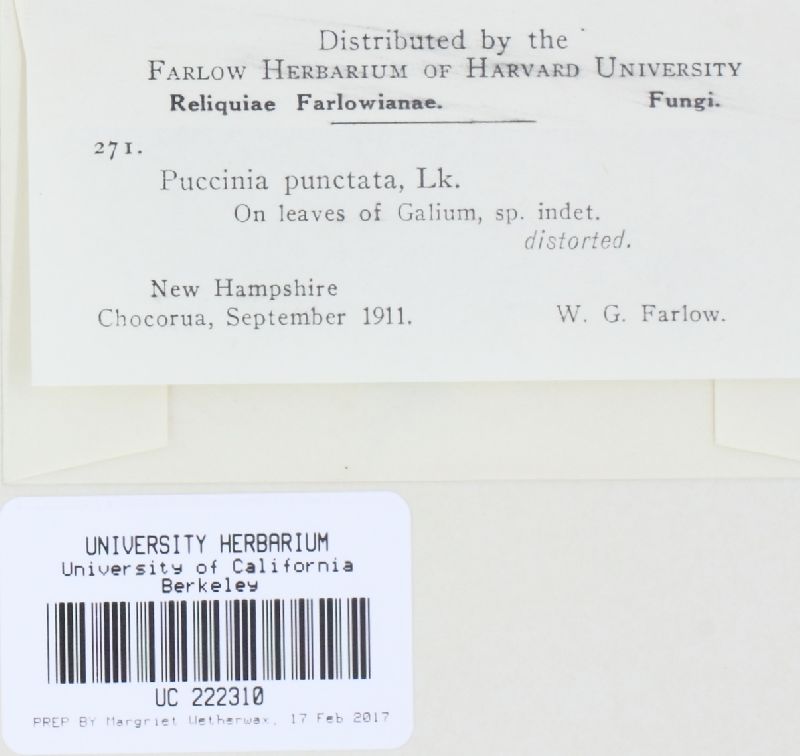 Distributed by the
Farlow Herbarium of Harvard University
Reliquiae Farlowianae. Fungi.
271.
Puccinia punctata, Lk.
On leaves of Galium, sp. indet.
distorted.
New Hampshire
Chocorua, September 1911. W. G. Farlow.
UNIVERSITY HERBARIUM
University of California
Berkeley
UC 222310
PREP BY Margriet Wetherwax, 17 Feb 2017